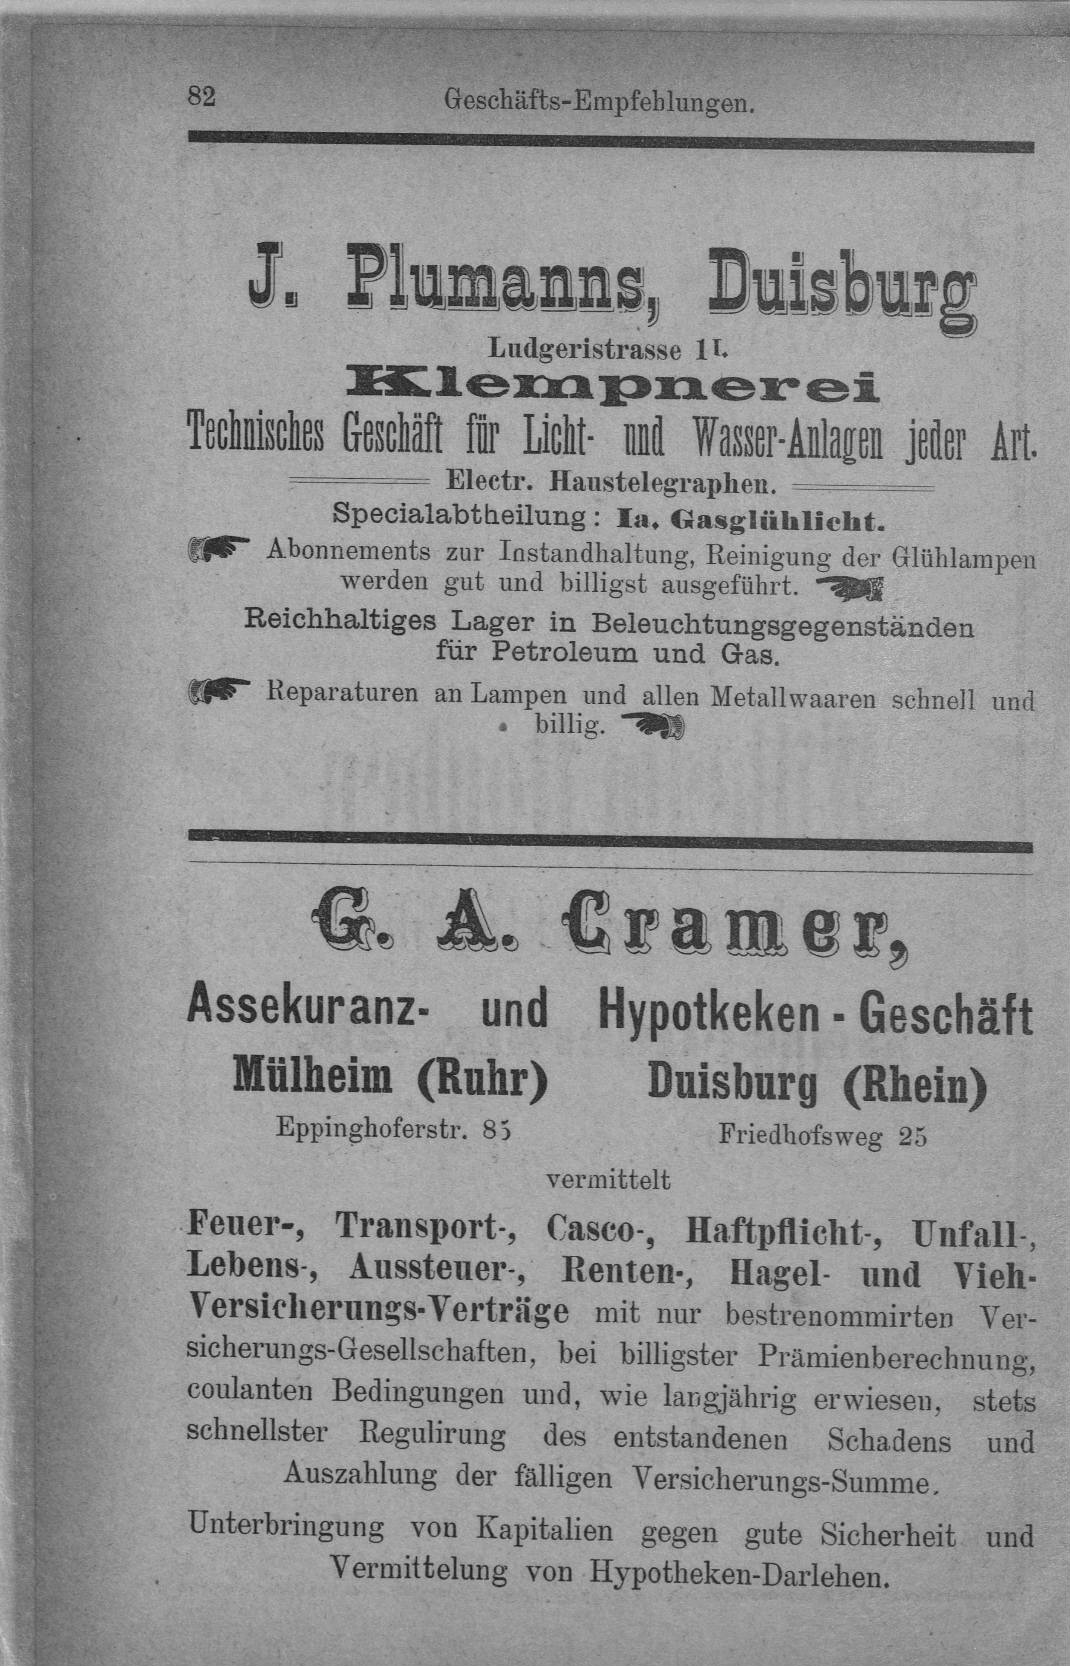 82
Geschäfts-Empfehlungen.
J. Plumanns, Duisburg
Ludgeristrasse
Klempnerei
Technisches Geschäft für Licht- und Wasser-Anlagen jeder Art.
Electr. Haustelegraphen.
Specialabtheilung: Ia. Gasglühlicht.
Abonnements zur Instandhaltung, Reinigung der Glühlampen
werden gut und billigst ausgeführt.
Reichhaltiges Lager in Beleuchtungsgegenständen
für Petroleum und Gas.
Reparaturen an Lampen und allen Metallwaaren schnell und
billig.
G. A. Cramer,
Assekuranz- und Hypotkeken - Geschäft
Mülheim (Ruhr) Duisburg (Rhein)
Eppinghoferstr. 85 Friedhofsweg 25
vermittelt
Feuer-, Transport-, Casco-, Haftpflicht-, Unfall-,
Lebens-, Aussteuer-, Renten-, Hagel- und Vieh-
Versicherungs-Verträge mit nur bestrenommirten Ver-
sicherungs-Gesellschaften, bei billigster Prämienberechnung,
coulanten Bedingungen und, wie langjährig erwiesen, stets
schnellster Regulirung des entstandenen Schadens und
Auszahlung der fälligen Versicherungs-Summe.
Unterbringung von Kapitalien gegen gute Sicherheit und
Vermittelung von Hypotheken-Darlehen.